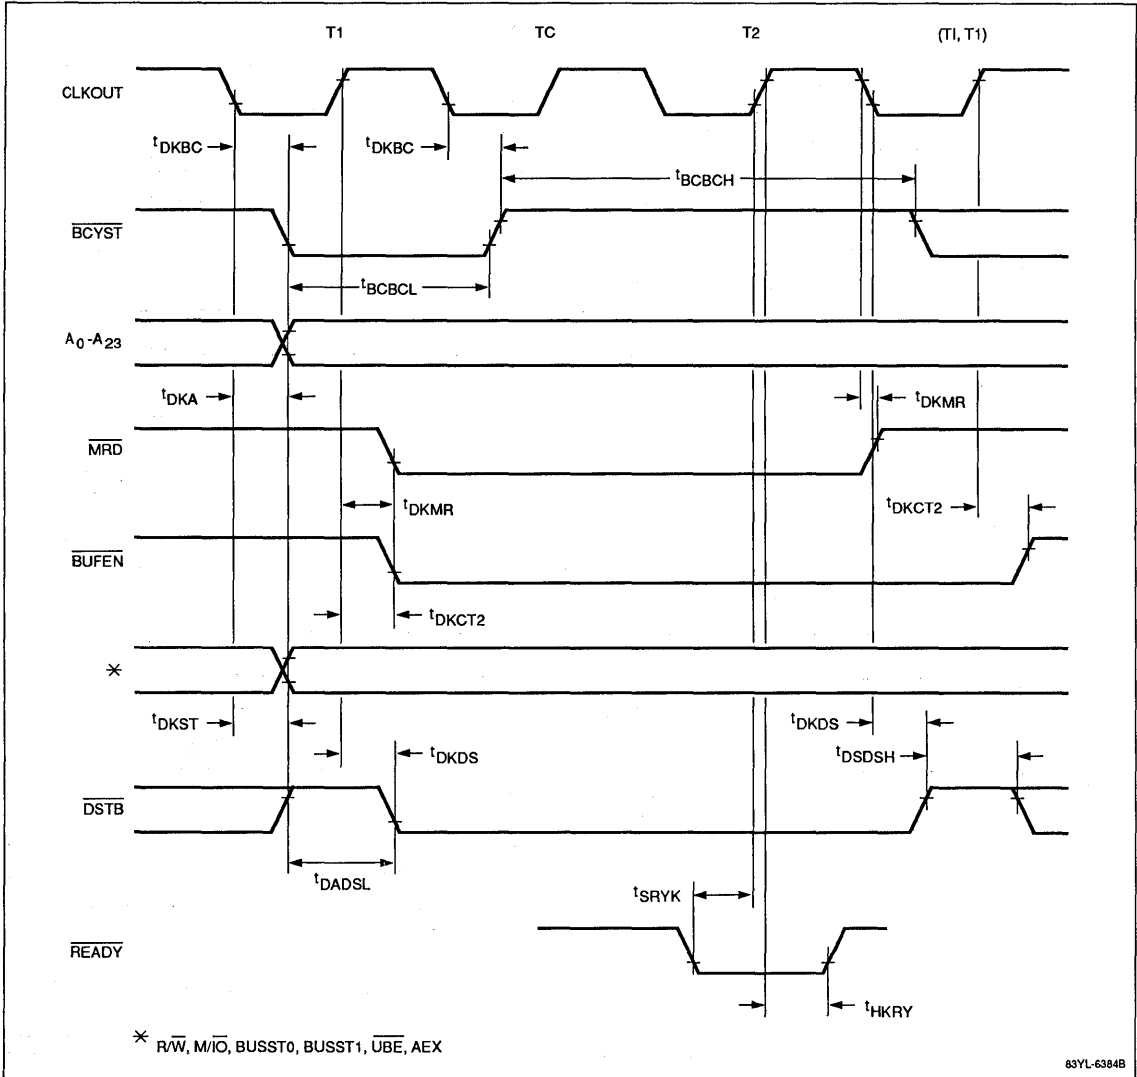 T1 TC T2 (TI, T1)
CLKOUT
tDKBC tDKBC
tBCBCH
BCYST
tBCBCL
A0-A23
tDKA tDKMR
MRD
tDKMR tDKCT2
BUFEN
tDKCT2
*
tDKST tDKDS tDKDS
tDSDSH
DSTB
tDADSL
tSRYK
READY
tHKRY
* R/W, M/IO, BUSST0, BUSST1, UBE, AEX
83YL-6384B